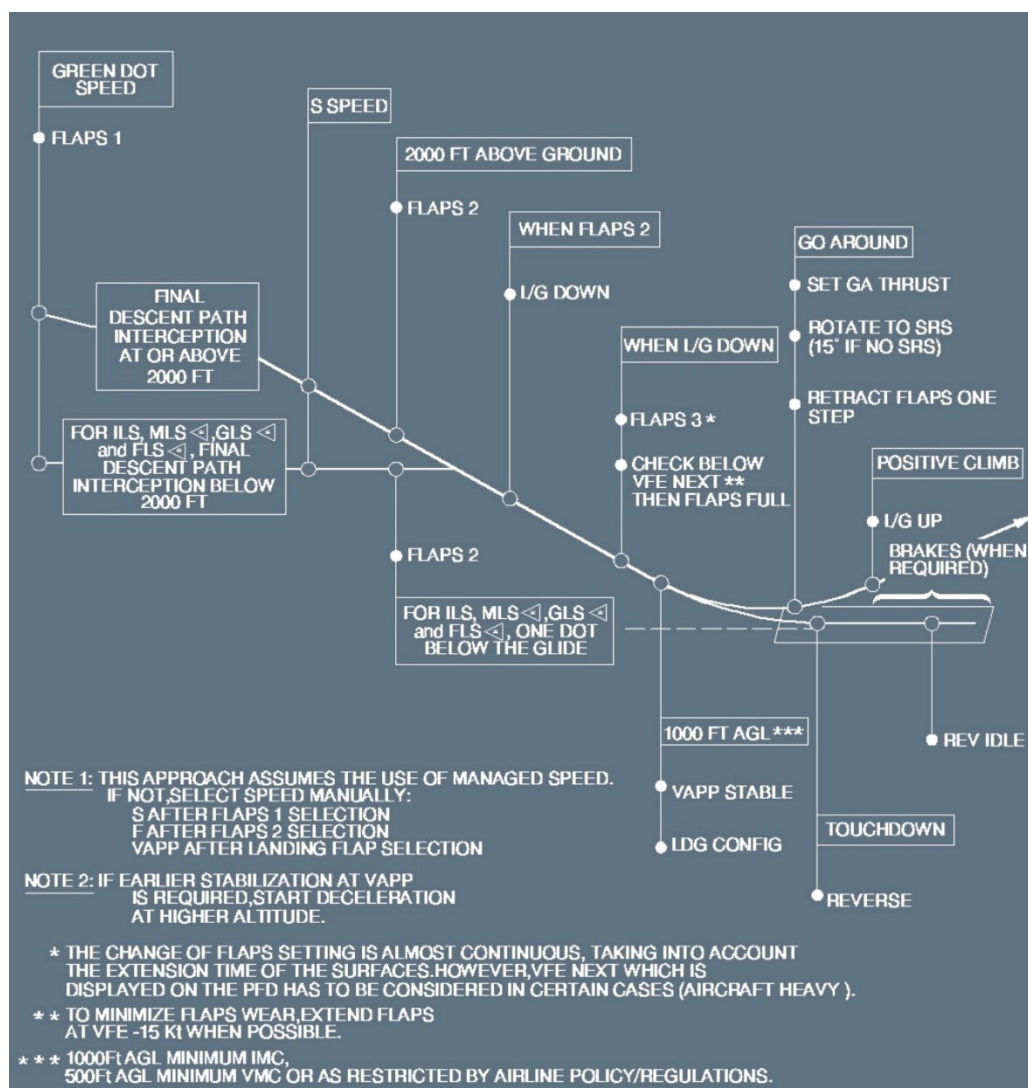 GREEN DOT
SPEED
FLAPS 1
S SPEED
2000 FT ABOVE GROUND
FLAPS 2
WHEN FLAPS 2
L/G DOWN
GO AROUND
SET GA THRUST
ROTATE TO SRS
(15° IF NO SRS)
RETRACT FLAPS ONE
STEP
FINAL
DESCENT PATH
INTERCEPTION
AT OR ABOVE
2000 FT
WHEN L/G DOWN
FLAPS 3 *
CHECK BELOW
VFE NEXT **
THEN FLAPS FULL
FOR ILS, MLS ,GLS
and FLS , FINAL
DESCENT PATH
INTERCEPTION BELOW
2000 FT
POSITIVE CLIMB
L/G UP
BRAKES (WHEN
REQUIRED)
FLAPS 2
FOR ILS, MLS ,GLS
and FLS , ONE DOT
BELOW THE GLIDE
1000 FT AGL ***
VAPP STABLE
LDG CONFIG
REV IDLE
TOUCHDOWN
REVERSE
NOTE 1: THIS APPROACH ASSUMES THE USE OF MANAGED SPEED.
IF NOT,SELECT SPEED MANUALLY:
S AFTER FLAPS 1 SELECTION
F AFTER FLAPS 2 SELECTION
VAPP AFTER LANDING FLAP SELECTION
NOTE 2: IF EARLIER STABILIZATION AT VAPP
IS REQUIRED,START DECELERATION
AT HIGHER ALTITUDE.
* THE CHANGE OF FLAPS SETTING IS ALMOST CONTINUOUS, TAKING INTO ACCOUNT
THE EXTENSION TIME OF THE SURFACES.HOWEVER,VFE NEXT WHICH IS
DISPLAYED ON THE PFD HAS TO BE CONSIDERED IN CERTAIN CASES (AIRCRAFT HEAVY ).
** TO MINIMIZE FLAPS WEAR,EXTEND FLAPS
AT VFE -15 Kt WHEN POSSIBLE.
*** 1000Ft AGL MINIMUM IMC,
500Ft AGL MINIMUM VMC OR AS RESTRICTED BY AIRLINE POLICY/REGULATIONS.